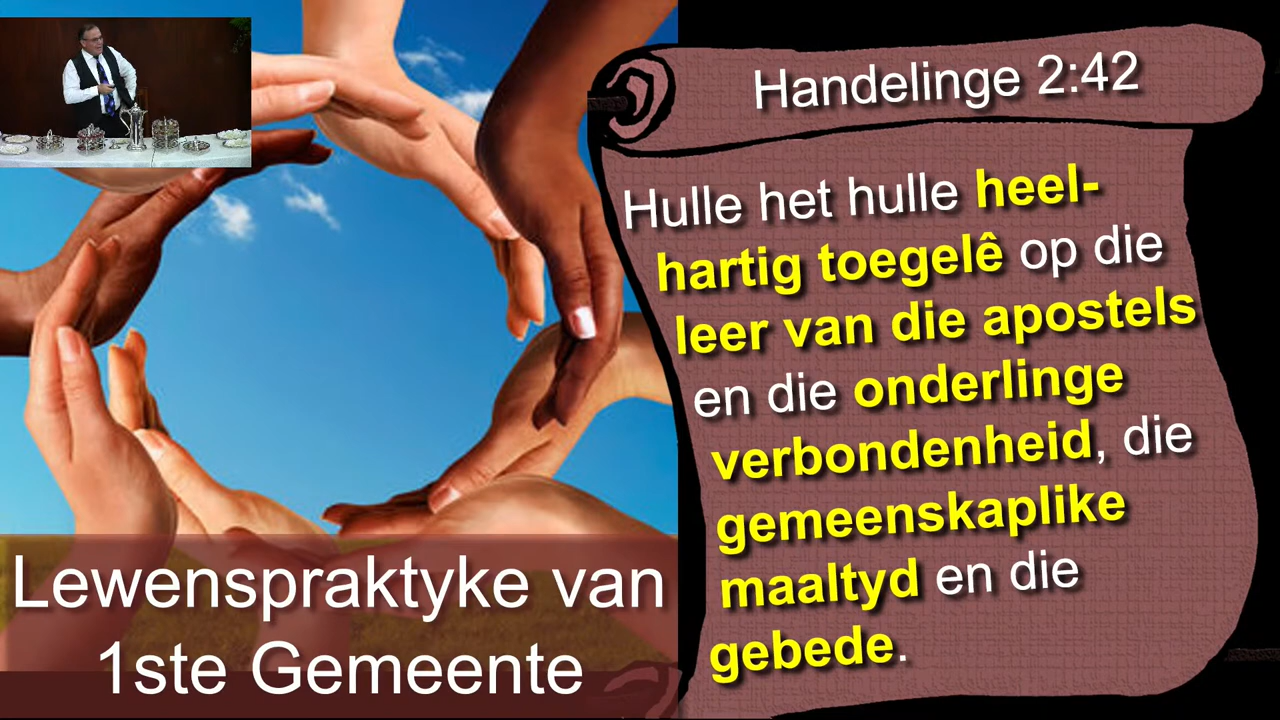 Lewenspraktyke van
1ste Gemeente
Handelinge 2:42
Hulle het hulle heel-
hartig toegelê op die
leer van die apostels
en die onderlinge
verbondenheid, die
gemeenskaplike
maaltyd en die
gebede.